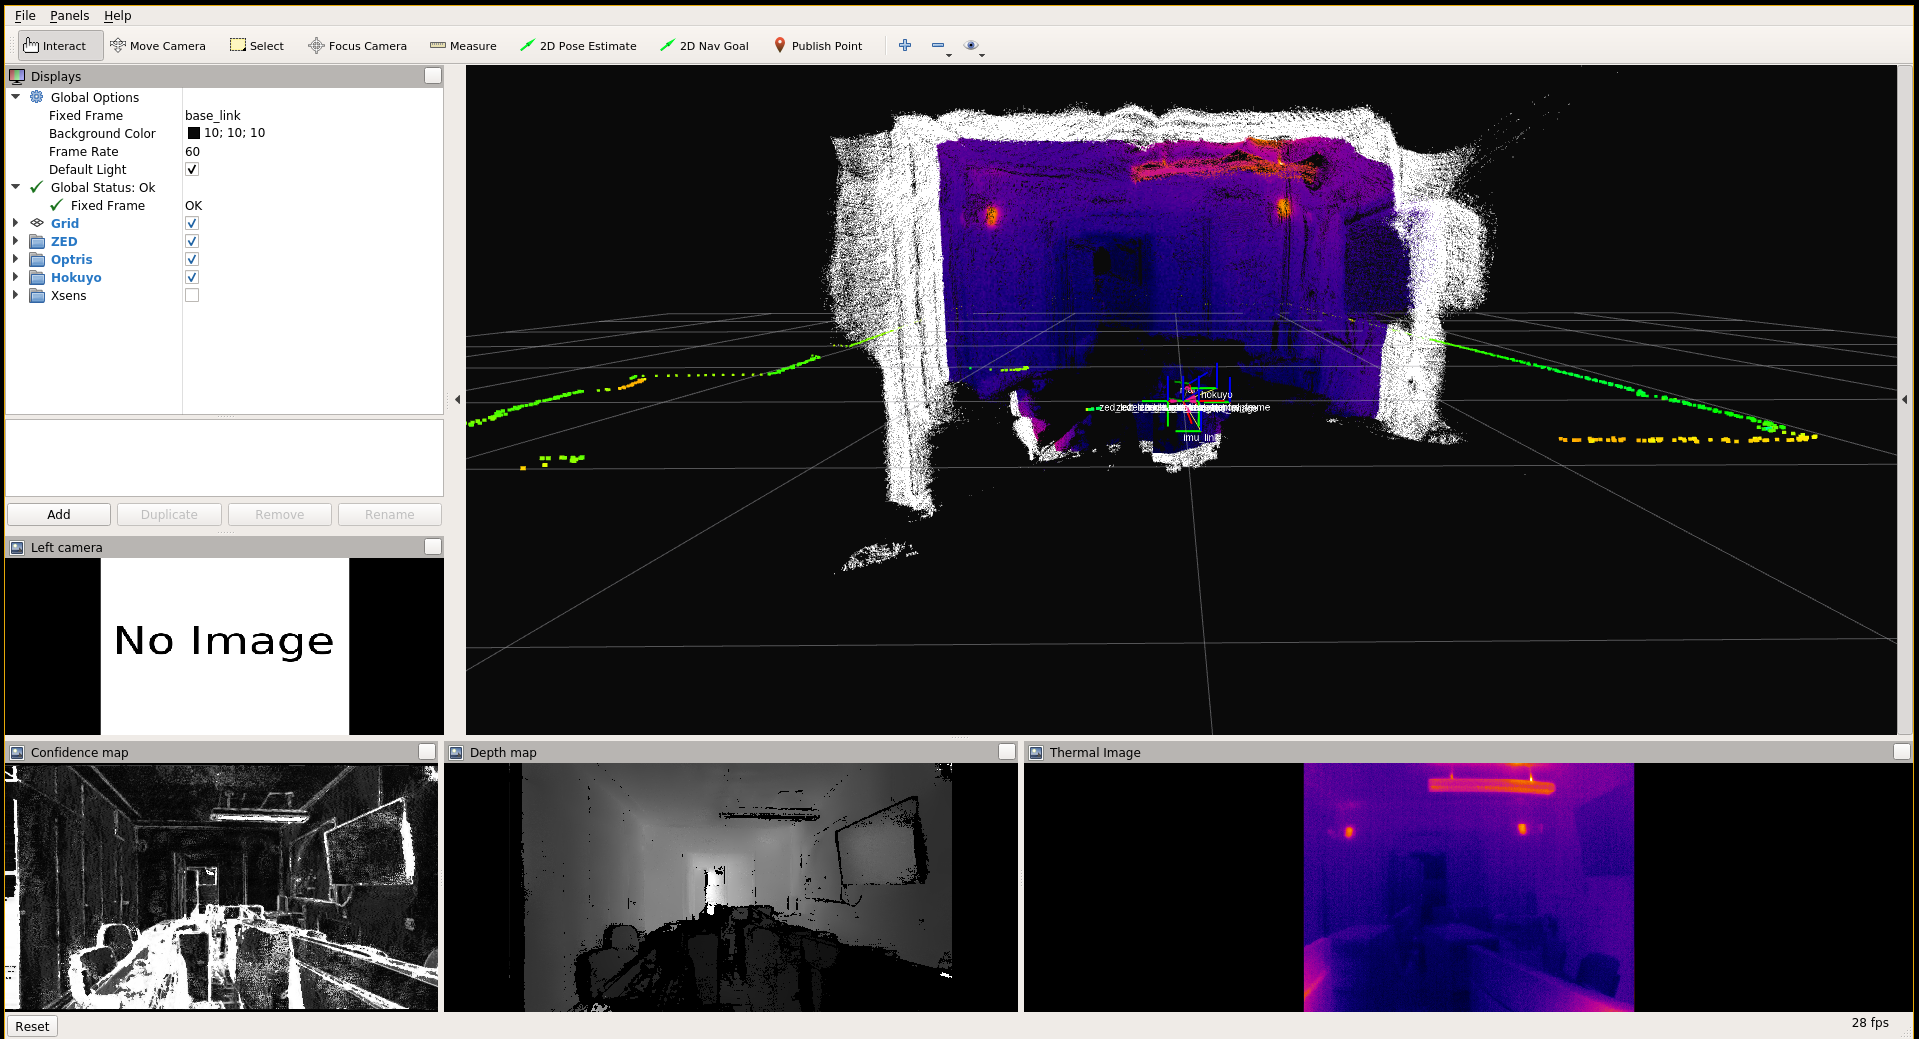 File Panels Help
Interact Move Camera Select Focus Camera Measure 2D Pose Estimate 2D Nav Goal Publish Point
Displays
Global Options
Fixed Frame base_link
Background Color 10; 10; 10
Frame Rate 60
Default Light
Global Status: Ok
Fixed Frame OK
Grid
ZED
Optris
Hokuyo
Xsens
hokuyo
imu_link
Add Duplicate Remove Rename
Left camera
No Image
Confidence map
Depth map
Thermal Image
Reset
28 fps